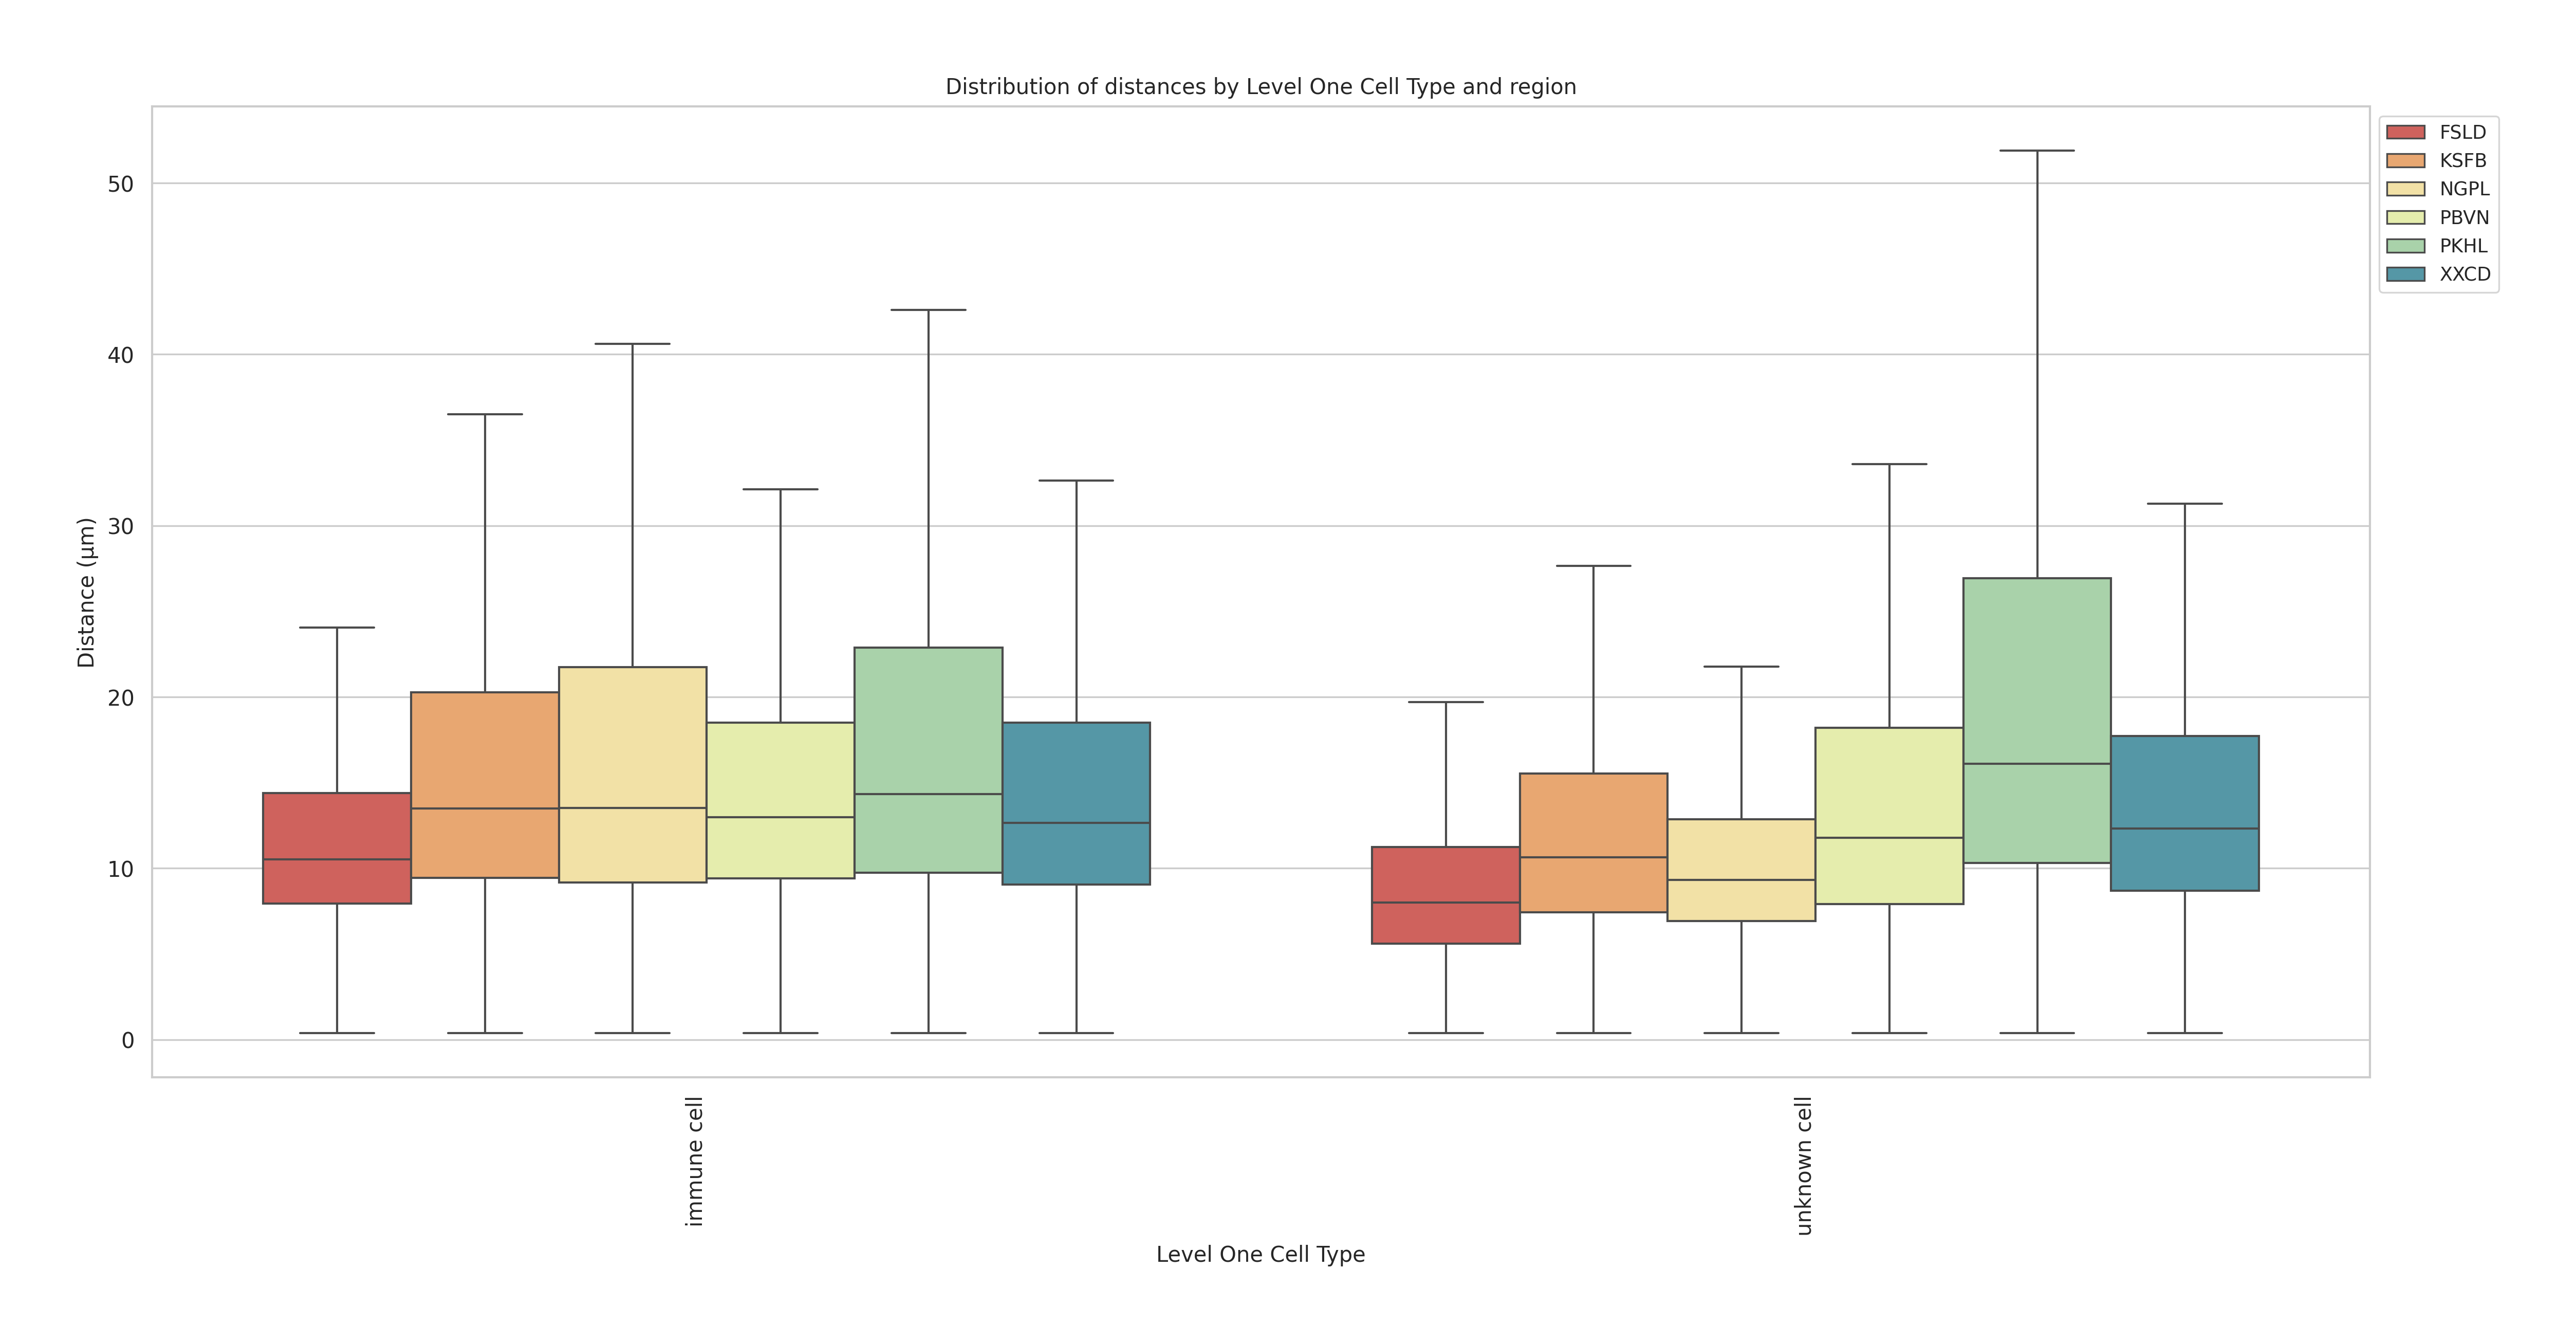 Distribution of distances by Level One Cell Type and region
FSLD
KSFB
NGPL
PBVN
PKHL
XXCD
50
40
30
20
10
0
Distance (µm)
immune cell
unknown cell
Level One Cell Type